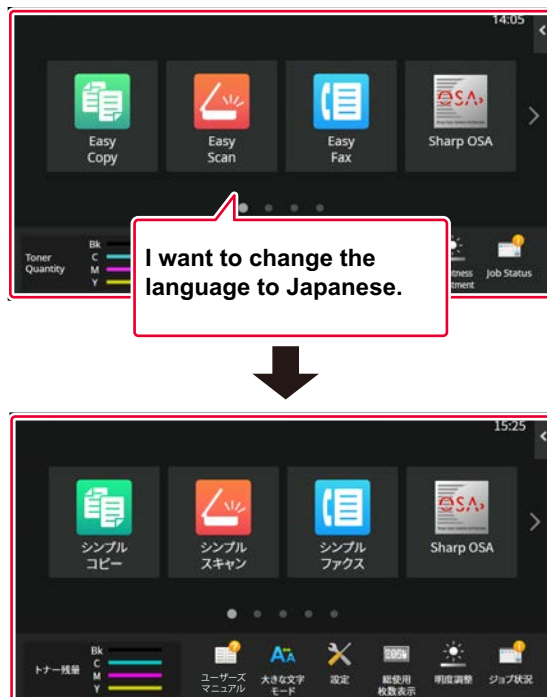 14:05
Easy
Copy
Easy
Scan
Easy
Fax
OSA
Sharp OSA
I want to change the
language to Japanese.
Toner
Quantity
Bk
C
M
Y
Job Status
15:25
シンプル
コピー
シンプル
スキャン
シンプル
ファクス
OSA
Sharp OSA
トナー残量
Bk
C
M
Y
ユーザーズ
マニュアル
大きな文字
モード
設定
総使用
枚数表示
明度調整
ジョブ状況